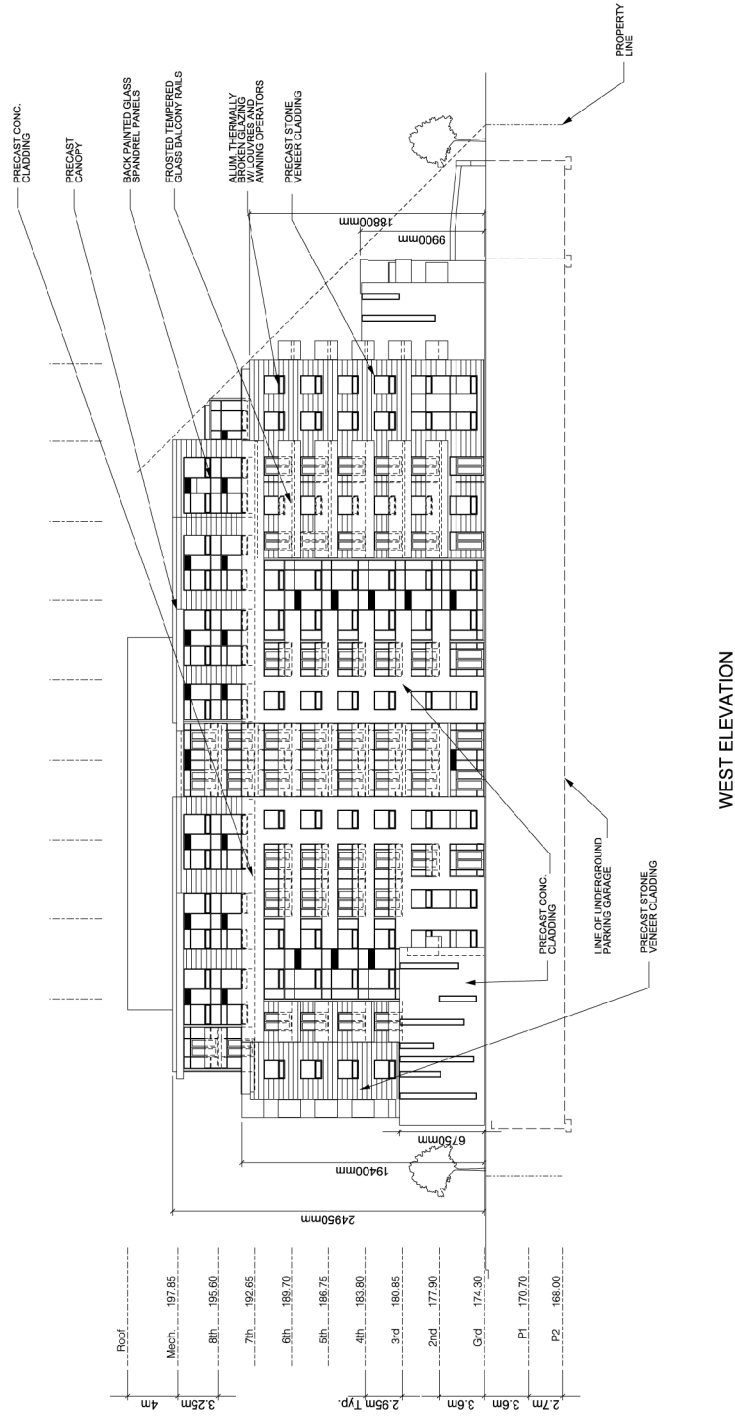 PRECAST CONC.
CLADDING
PRECAST
CANOPY
BACK PAINTED GLASS
SPANDREL PANELS
FROSTED TEMPERED
GLASS BALCONY RAILS
ALUM. THERMALLY
BROKEN GLAZING
W/ LOUVRES AND
AWNING OPERATORS
PRECAST STONE
VENEER CLADDING
PROPERTY
LINE
18800mm
9900mm
24950mm
19400mm
6750mm
Roof
Mech. 197.85
8th 195.60
7th 192.65
6th 189.70
5th 186.75
4th 183.80
3rd 180.85
2nd 177.90
Grd 174.30
P1 170.70
P2 168.00
4m
3.25m
2.95m Typ.
3.6m
3.6m
2.7m
PRECAST CONC.
CLADDING
LINE OF UNDERGROUND
PARKING GARAGE
PRECAST STONE
VENEER CLADDING
WEST ELEVATION